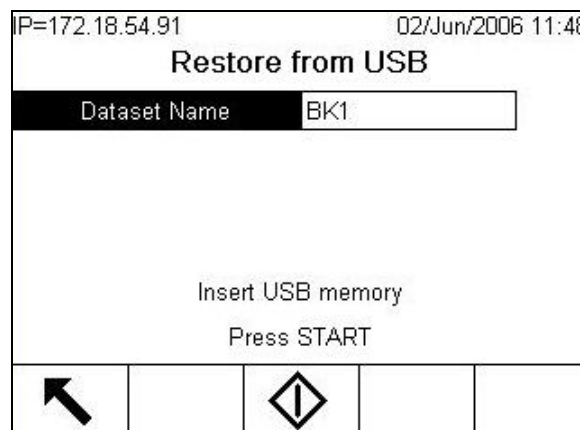 IP=172.18.54.91 02/Jun/2006 11:48
Restore from USB
Dataset Name BK1
Insert USB memory
Press START